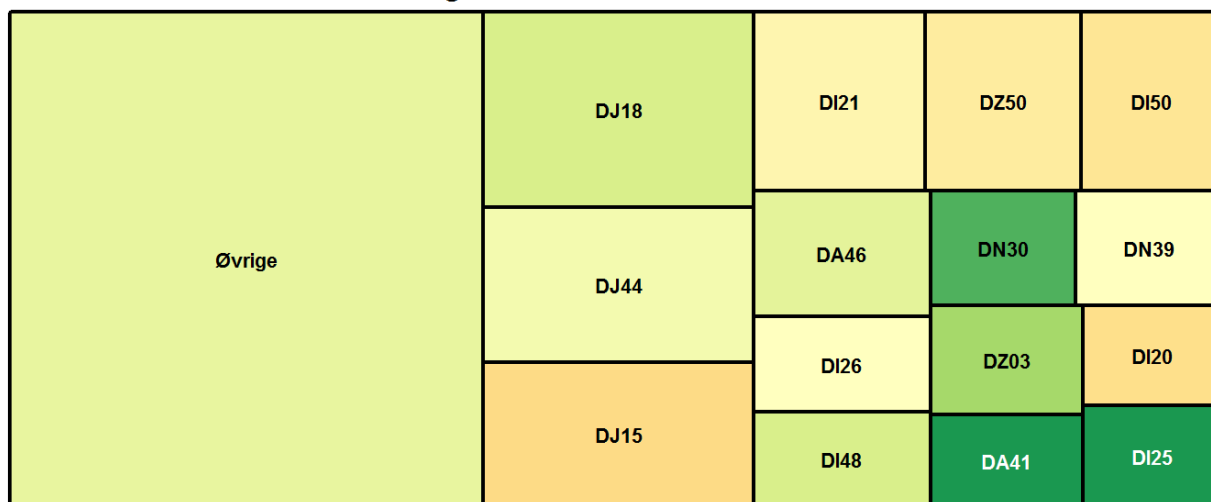 Øvrige
DJ18
DJ44
DJ15
DI21
DZ50
DI50
DA46
DN30
DN39
DI26
DZ03
DI20
DI48
DA41
DI25